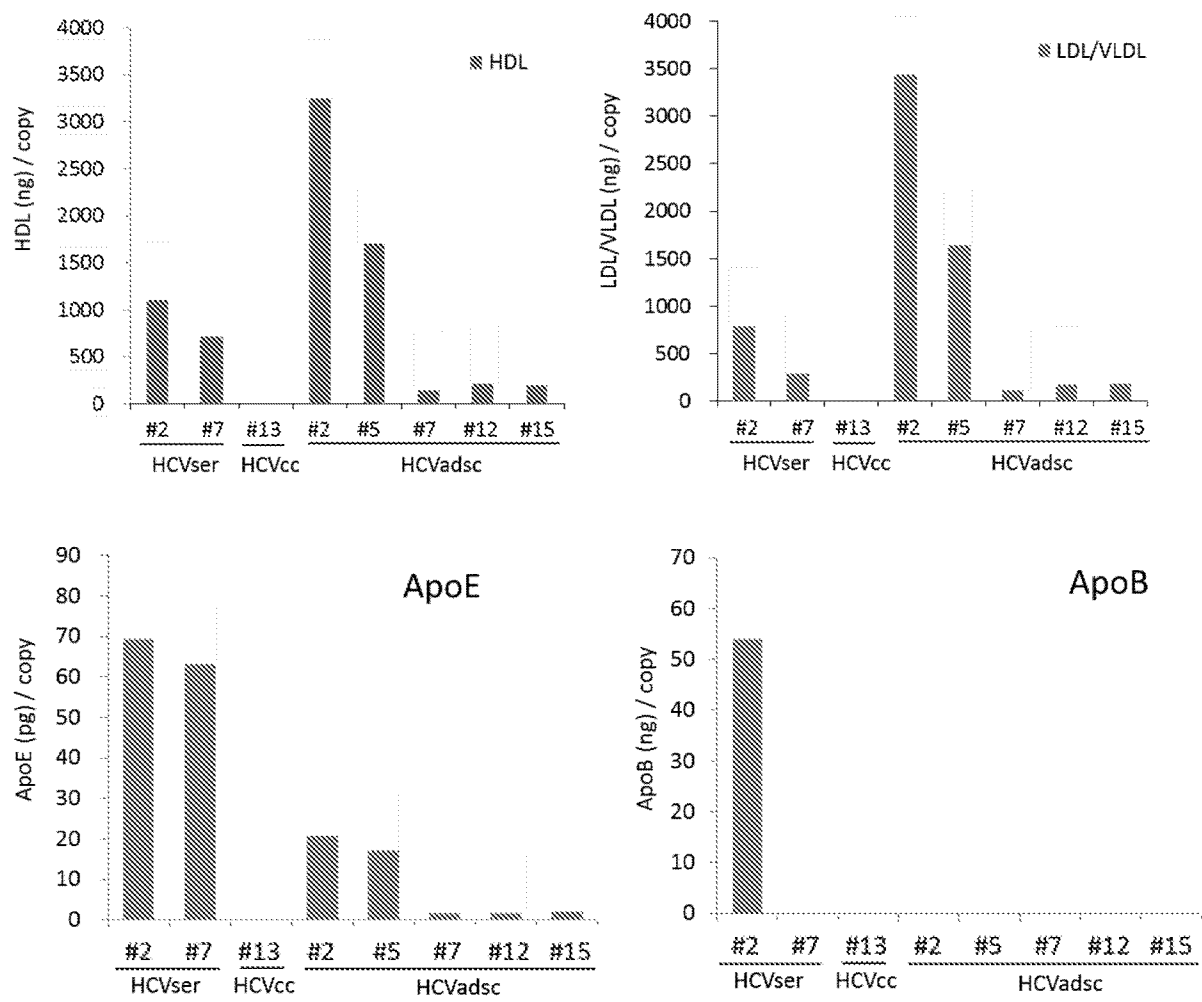 HDL (ng) / copy
4000
3500
3000
2500
2000
1500
1000
500
0
HDL
#2 #7 #13 #2 #5 #7 #12 #15
HCVser HCVcc HCVadsc
LDL/VLDL (ng) / copy
4000
3500
3000
2500
2000
1500
1000
500
0
LDL/VLDL
#2 #7 #13 #2 #5 #7 #12 #15
HCVser HCVcc HCVadsc
ApoE (pg) / copy
90
80
70
60
50
40
30
20
10
0
ApoE
#2 #7 #13 #2 #5 #7 #12 #15
HCVser HCVcc HCVadsc
ApoB (ng) / copy
70
60
50
40
30
20
10
0
ApoB
#2 #7 #13 #2 #5 #7 #12 #15
HCVser HCVcc HCVadsc